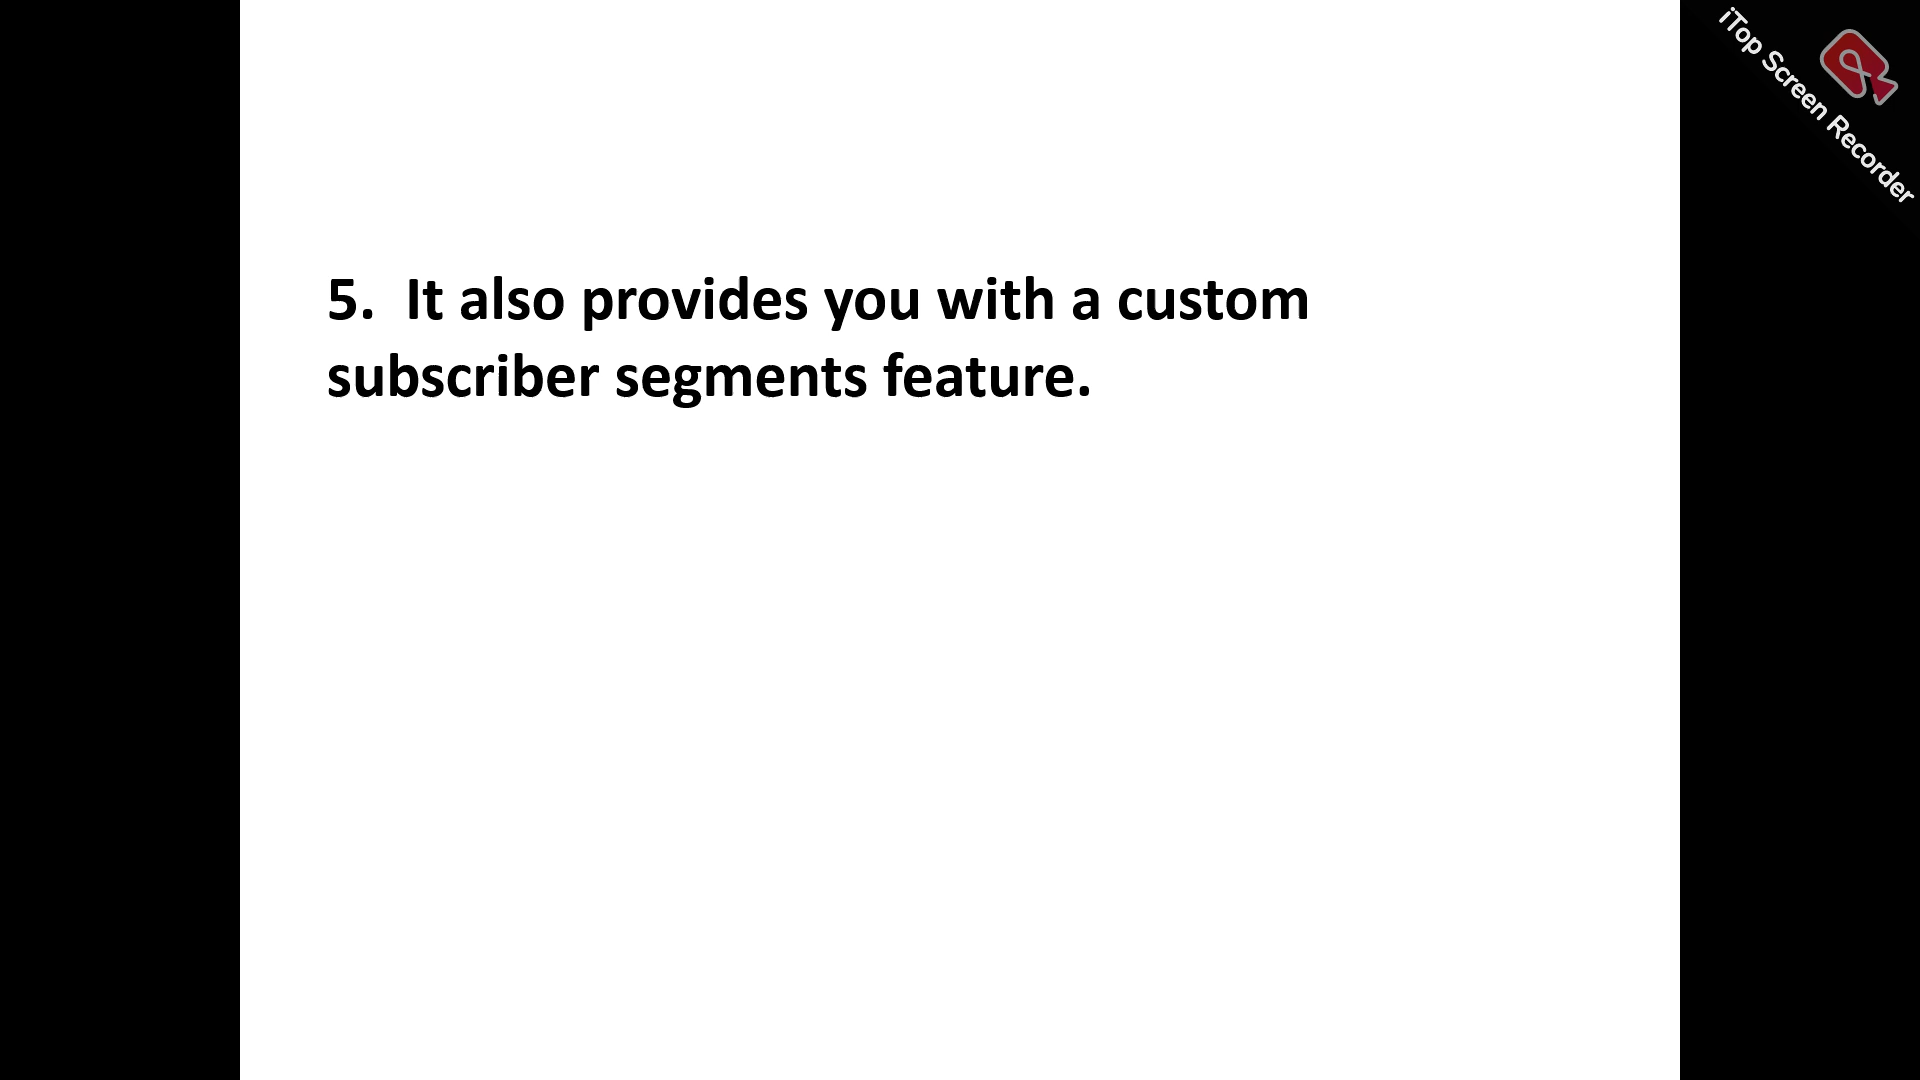 iTop Screen Recorder
5. It also provides you with a custom
subscriber segments feature.